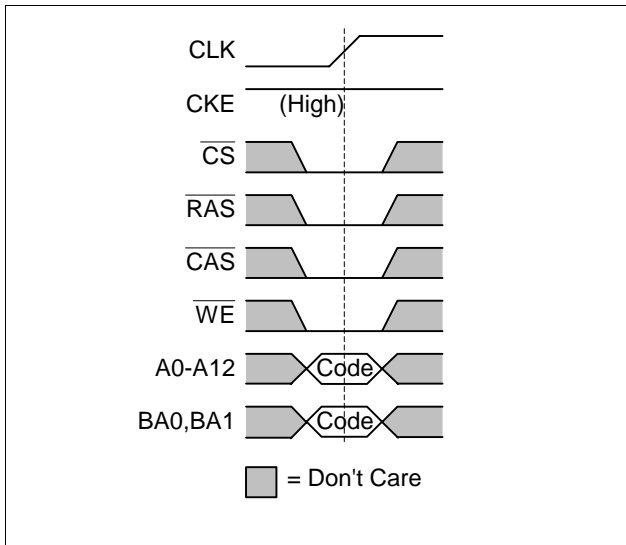 CLK
CKE (High)
CS
RAS
CAS
WE
A0-A12 Code
BA0,BA1 Code
= Don't Care